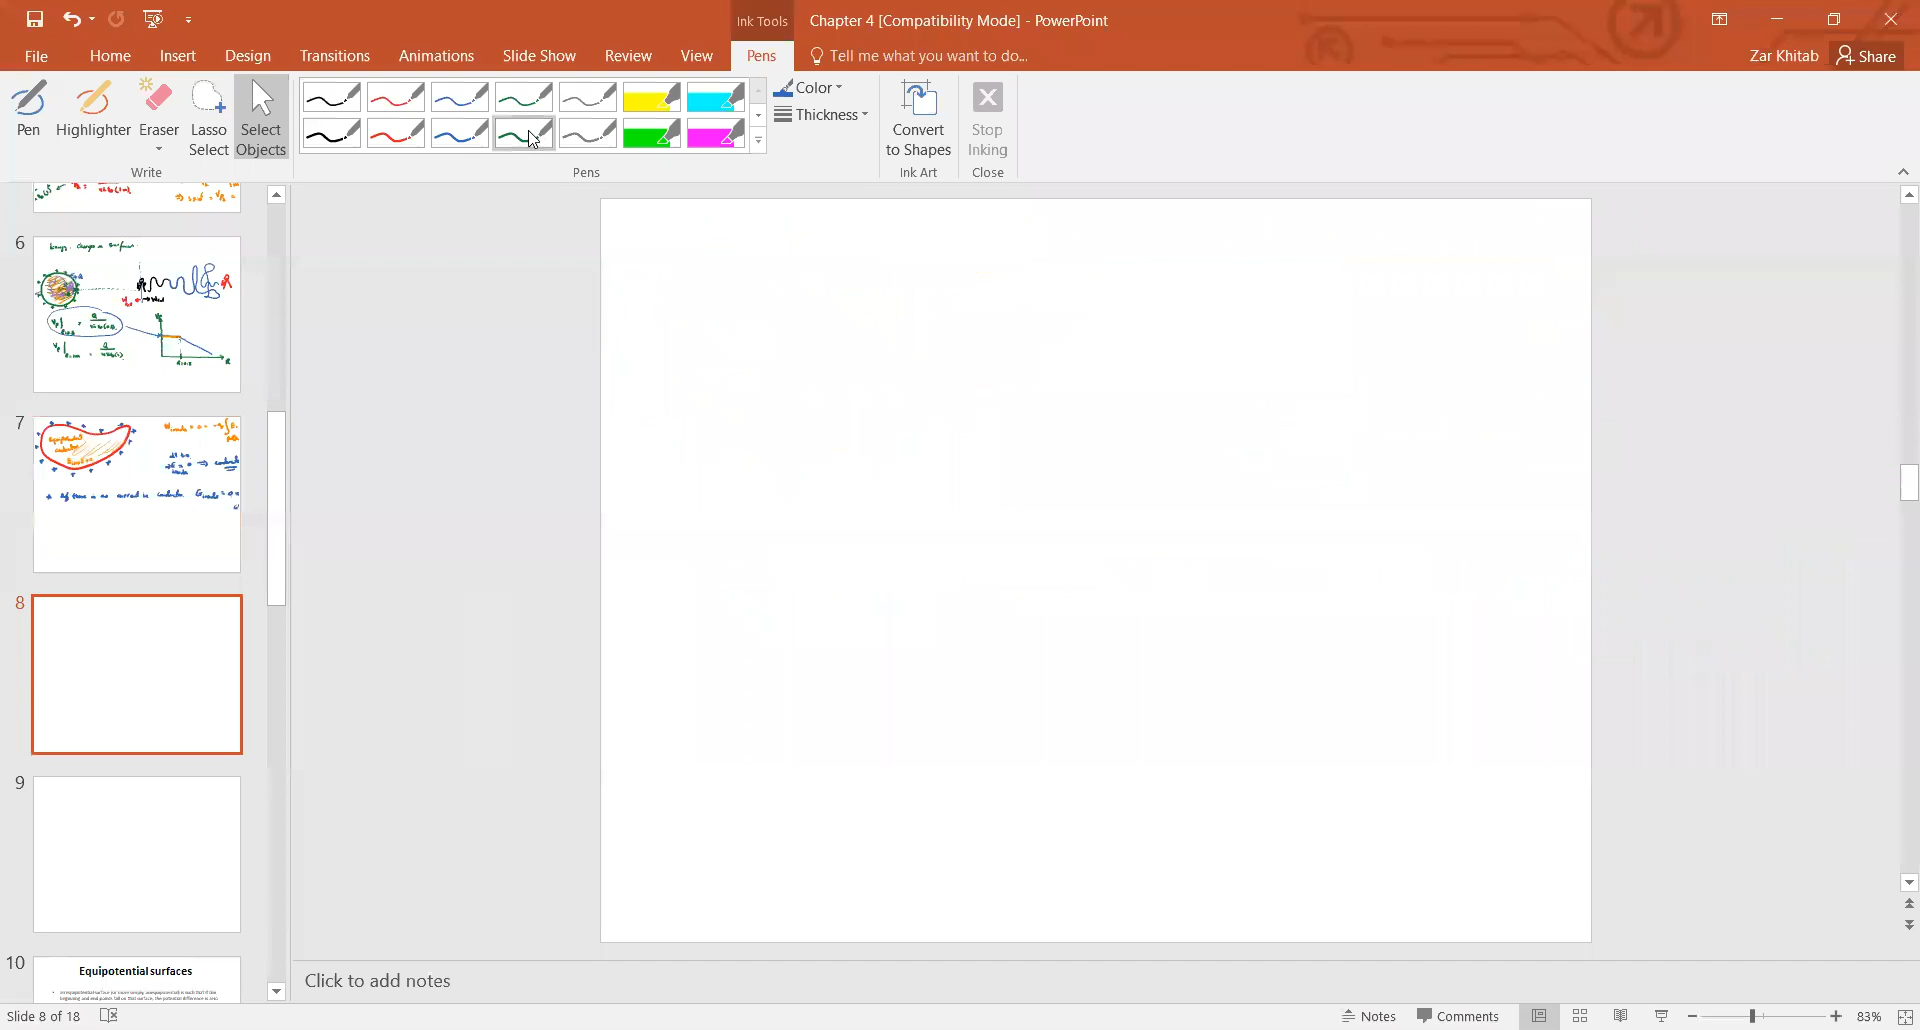 Ink Tools Chapter 4 [Compatibility Mode] - PowerPoint
File Home Insert Design Transitions Animations Slide Show Review View Pens Tell me what you want to do... Zar Khitab Share
Pen Highlighter Eraser Lasso Select Select Objects
Color
Thickness
Convert to Shapes
Stop Inking
Write Pens Ink Art Close
6
7
Equipotential
8
9
10
Equipotential surfaces
Click to add notes
Slide 8 of 18 Notes Comments 83%